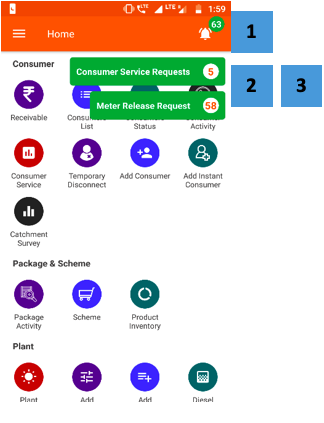 LTE LTE 1:59
Home 63 1
Consumer
Consumer Service Requests 5 2 3
Meter Release Request 58
Receivable Consumers Consumer
List Status Activity
Consumer Temporary Add Consumer Add Instant
Service Disconnect Consumer
Catchment
Survey
Package & Scheme
Package Scheme Product
Activity Inventory
Plant
Plant Add Add Diesel